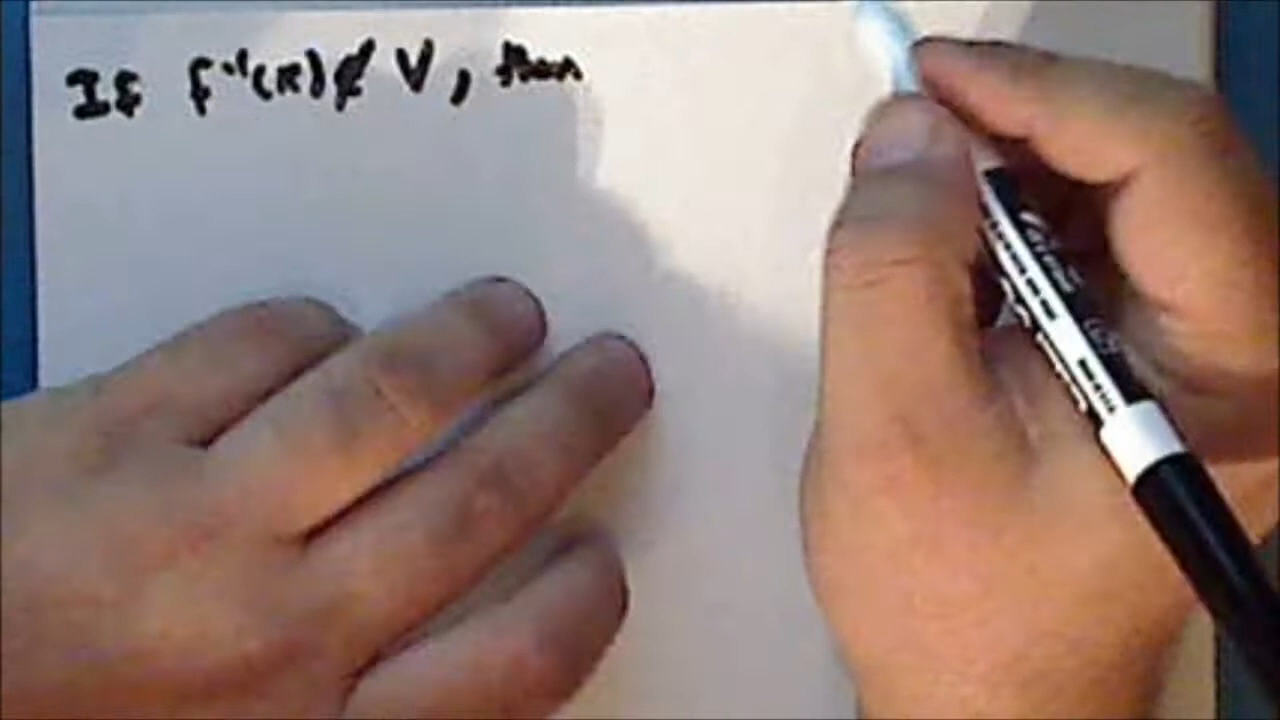 If f⁻¹(x) ∉ V, then